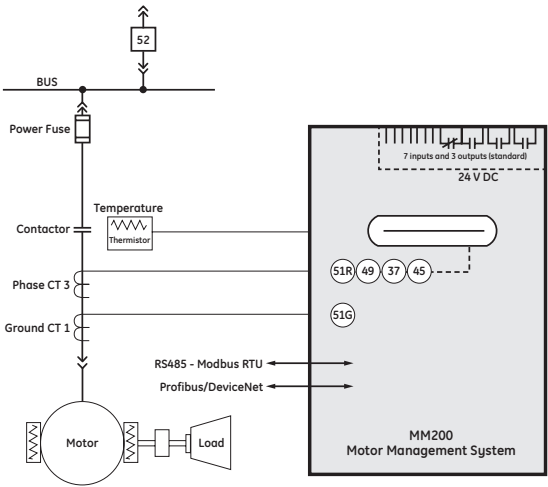 52
BUS
Power Fuse
7 inputs and 3 outputs (standard)
24 V DC
Temperature
Thermistor
Contactor
51R 49 37 45
Phase CT 3
51G
Ground CT 1
RS485 - Modbus RTU
Profibus/DeviceNet
Motor
Load
MM200
Motor Management System